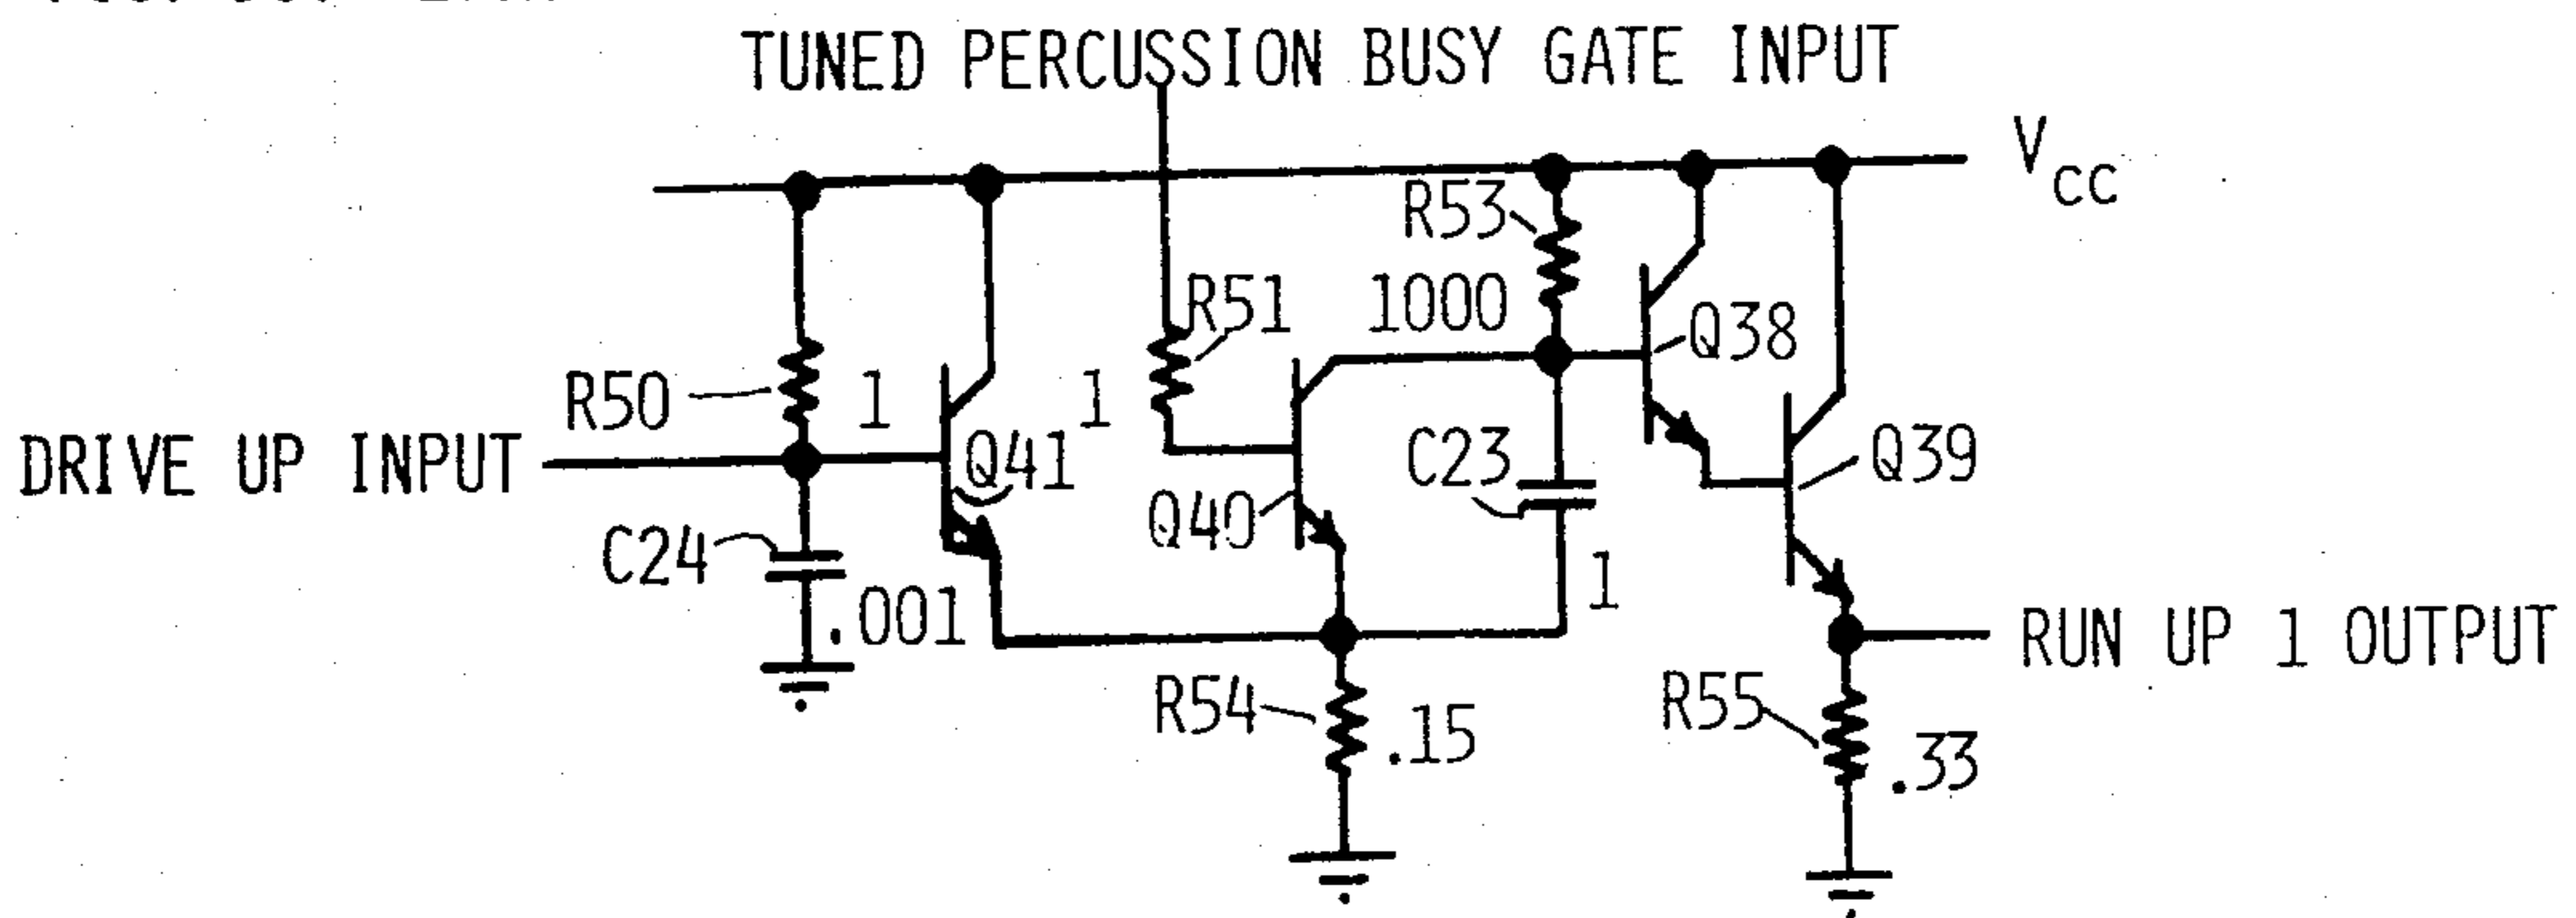 TUNED PERCUSSION BUSY GATE INPUT
VCC
R53
1000
R51
1
Q38
R50
1
DRIVE UP INPUT
Q41
Q40
C23
1
Q39
C24
.001
RUN UP 1 OUTPUT
R54
.15
R55
.33